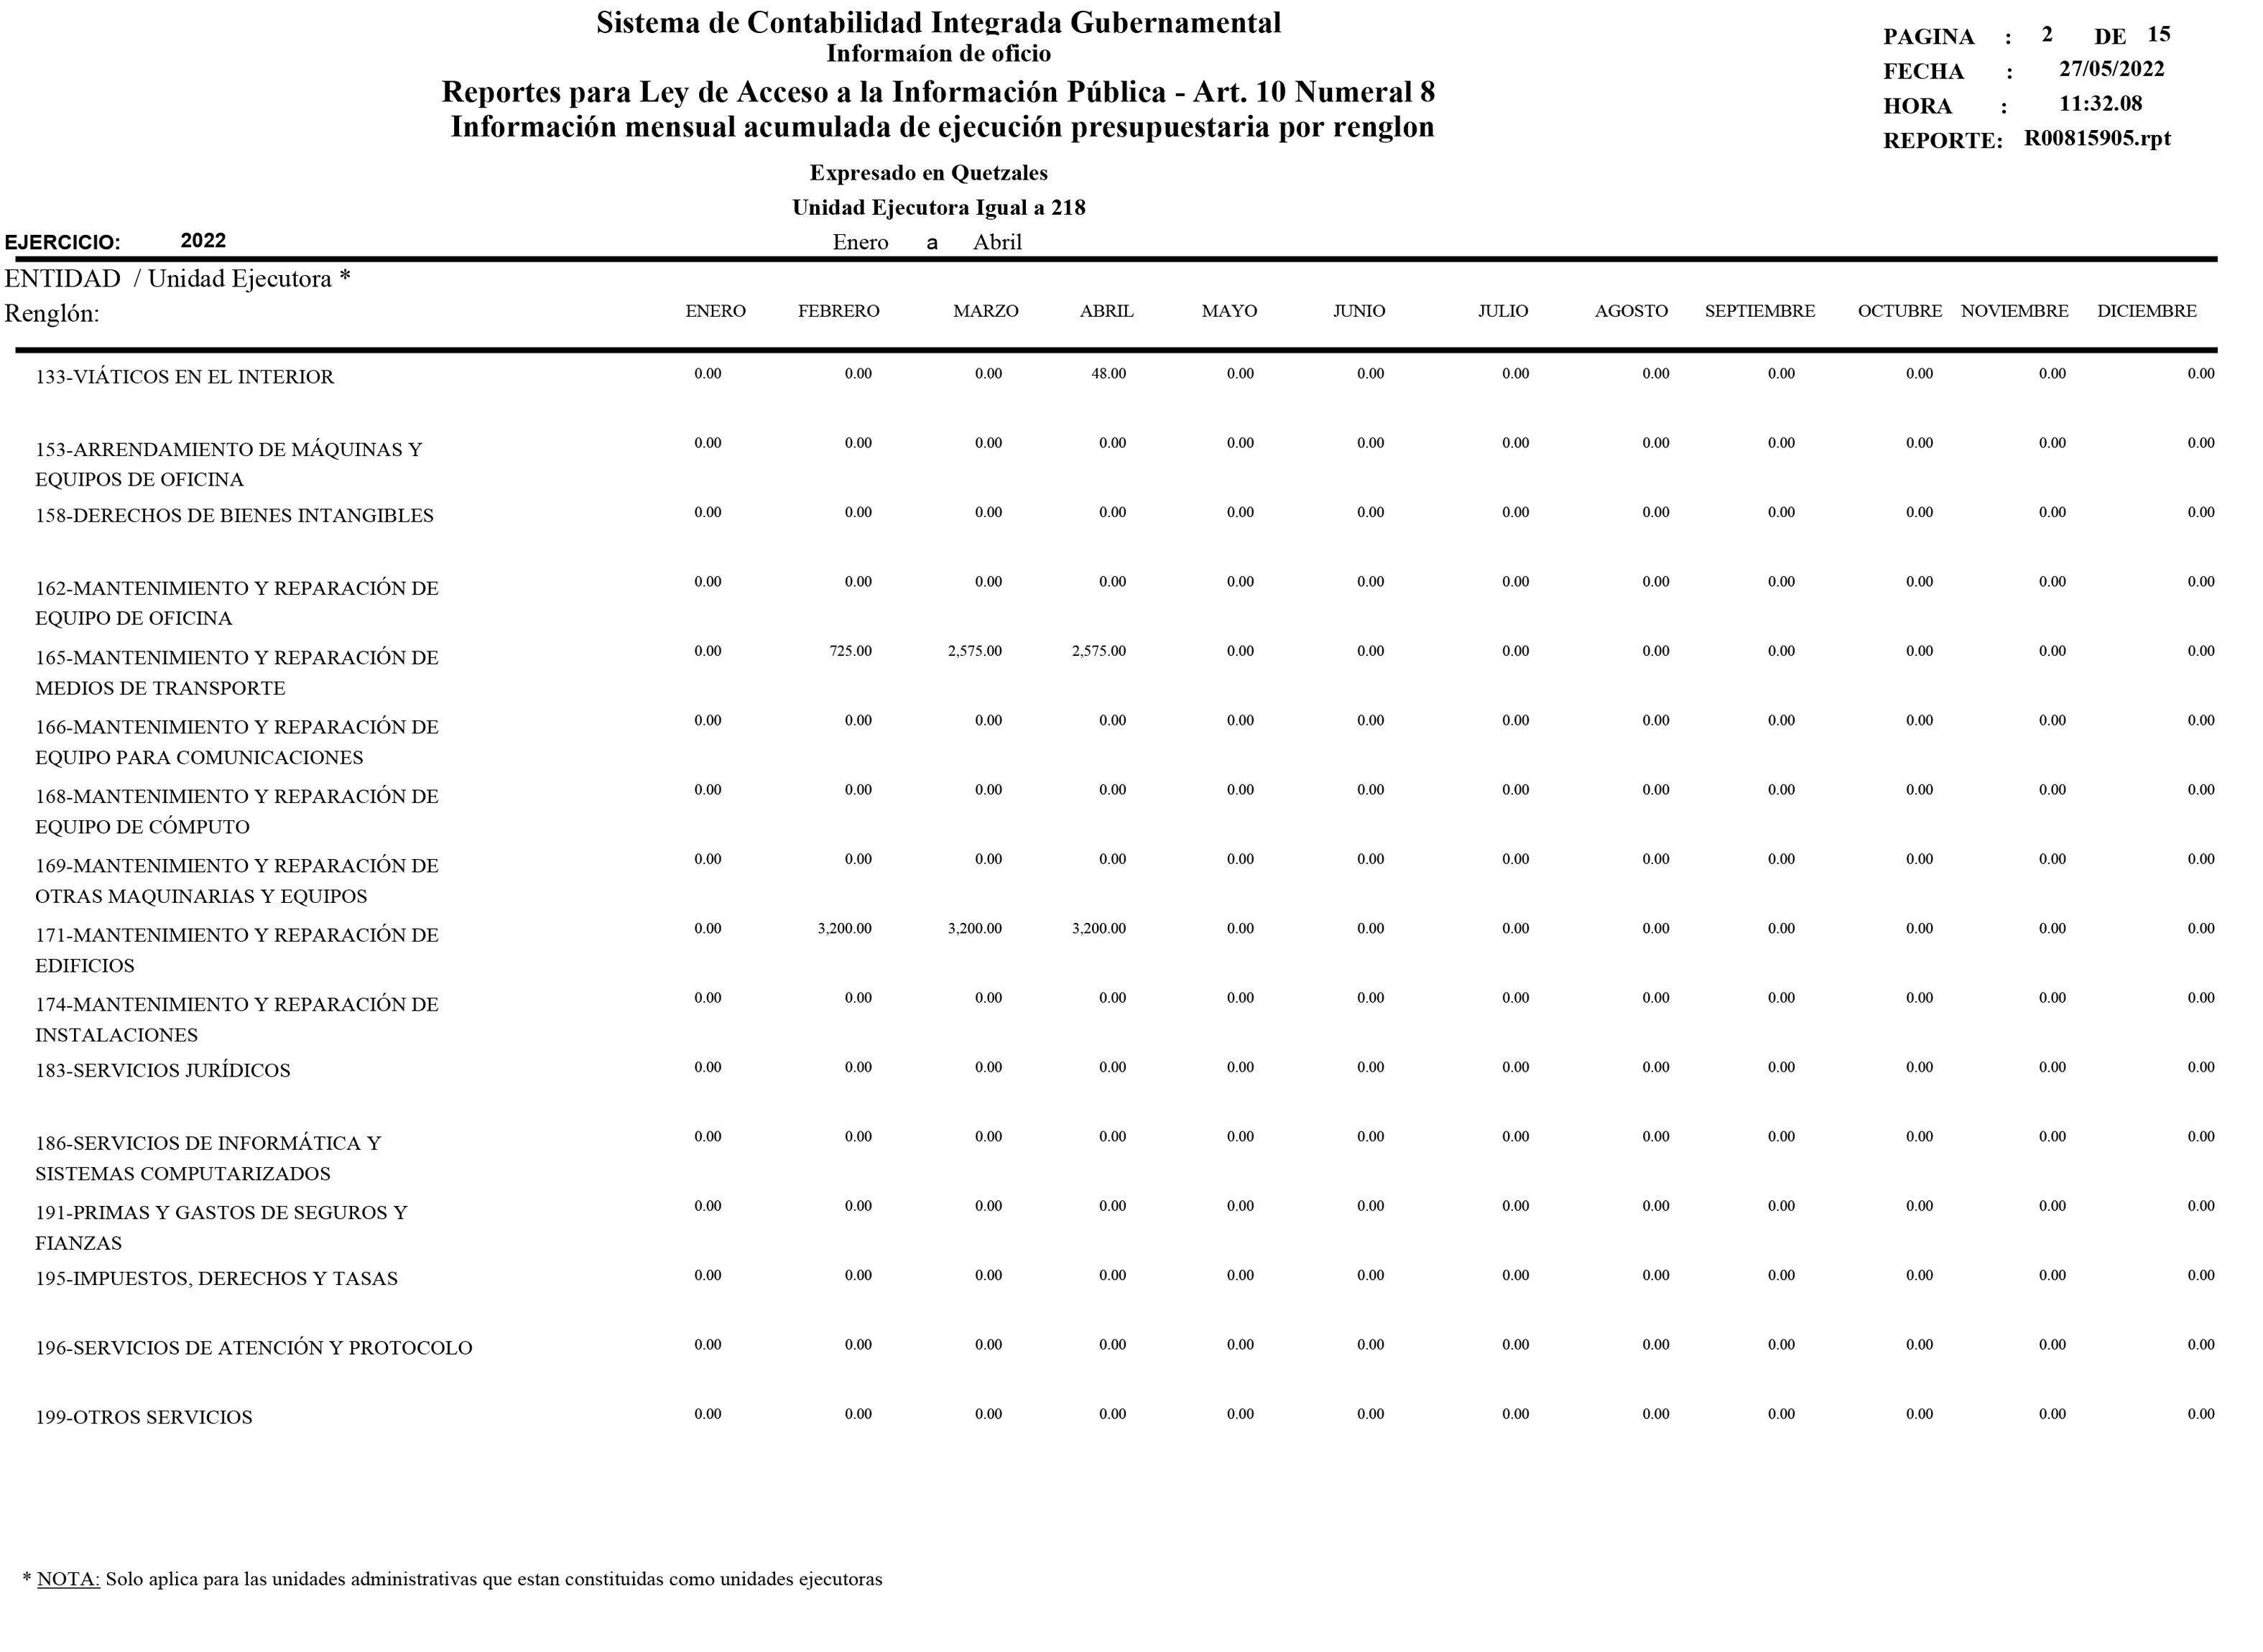 Sistema de Contabilidad Integrada Gubernamental
Informaíon de oficio
Reportes para Ley de Acceso a la Información Pública - Art. 10 Numeral 8
Información mensual acumulada de ejecución presupuestaria por renglon
Expresado en Quetzales
Unidad Ejecutora Igual a 218
PAGINA : 2 DE 15
FECHA : 27/05/2022
HORA : 11:32.08
REPORTE: R00815905.rpt
EJERCICIO: 2022 Enero a Abril
ENTIDAD / Unidad Ejecutora *
Renglón: ENERO FEBRERO MARZO ABRIL MAYO JUNIO JULIO AGOSTO SEPTIEMBRE OCTUBRE NOVIEMBRE DICIEMBRE
133-VIÁTICOS EN EL INTERIOR 0.00 0.00 0.00 48.00 0.00 0.00 0.00 0.00 0.00 0.00 0.00 0.00
153-ARRENDAMIENTO DE MÁQUINAS Y 0.00 0.00 0.00 0.00 0.00 0.00 0.00 0.00 0.00 0.00 0.00 0.00
EQUIPOS DE OFICINA
158-DERECHOS DE BIENES INTANGIBLES 0.00 0.00 0.00 0.00 0.00 0.00 0.00 0.00 0.00 0.00 0.00 0.00
162-MANTENIMIENTO Y REPARACIÓN DE 0.00 0.00 0.00 0.00 0.00 0.00 0.00 0.00 0.00 0.00 0.00 0.00
EQUIPO DE OFICINA
165-MANTENIMIENTO Y REPARACIÓN DE 0.00 725.00 2,575.00 2,575.00 0.00 0.00 0.00 0.00 0.00 0.00 0.00 0.00
MEDIOS DE TRANSPORTE
166-MANTENIMIENTO Y REPARACIÓN DE 0.00 0.00 0.00 0.00 0.00 0.00 0.00 0.00 0.00 0.00 0.00 0.00
EQUIPO PARA COMUNICACIONES
168-MANTENIMIENTO Y REPARACIÓN DE 0.00 0.00 0.00 0.00 0.00 0.00 0.00 0.00 0.00 0.00 0.00 0.00
EQUIPO DE CÓMPUTO
169-MANTENIMIENTO Y REPARACIÓN DE 0.00 0.00 0.00 0.00 0.00 0.00 0.00 0.00 0.00 0.00 0.00 0.00
OTRAS MAQUINARIAS Y EQUIPOS
171-MANTENIMIENTO Y REPARACIÓN DE 0.00 3,200.00 3,200.00 3,200.00 0.00 0.00 0.00 0.00 0.00 0.00 0.00 0.00
EDIFICIOS
174-MANTENIMIENTO Y REPARACIÓN DE 0.00 0.00 0.00 0.00 0.00 0.00 0.00 0.00 0.00 0.00 0.00 0.00
INSTALACIONES
183-SERVICIOS JURÍDICOS 0.00 0.00 0.00 0.00 0.00 0.00 0.00 0.00 0.00 0.00 0.00 0.00
186-SERVICIOS DE INFORMÁTICA Y 0.00 0.00 0.00 0.00 0.00 0.00 0.00 0.00 0.00 0.00 0.00 0.00
SISTEMAS COMPUTARIZADOS
191-PRIMAS Y GASTOS DE SEGUROS Y 0.00 0.00 0.00 0.00 0.00 0.00 0.00 0.00 0.00 0.00 0.00 0.00
FIANZAS
195-IMPUESTOS, DERECHOS Y TASAS 0.00 0.00 0.00 0.00 0.00 0.00 0.00 0.00 0.00 0.00 0.00 0.00
196-SERVICIOS DE ATENCIÓN Y PROTOCOLO 0.00 0.00 0.00 0.00 0.00 0.00 0.00 0.00 0.00 0.00 0.00 0.00
199-OTROS SERVICIOS 0.00 0.00 0.00 0.00 0.00 0.00 0.00 0.00 0.00 0.00 0.00 0.00
* NOTA: Solo aplica para las unidades administrativas que estan constituidas como unidades ejecutoras